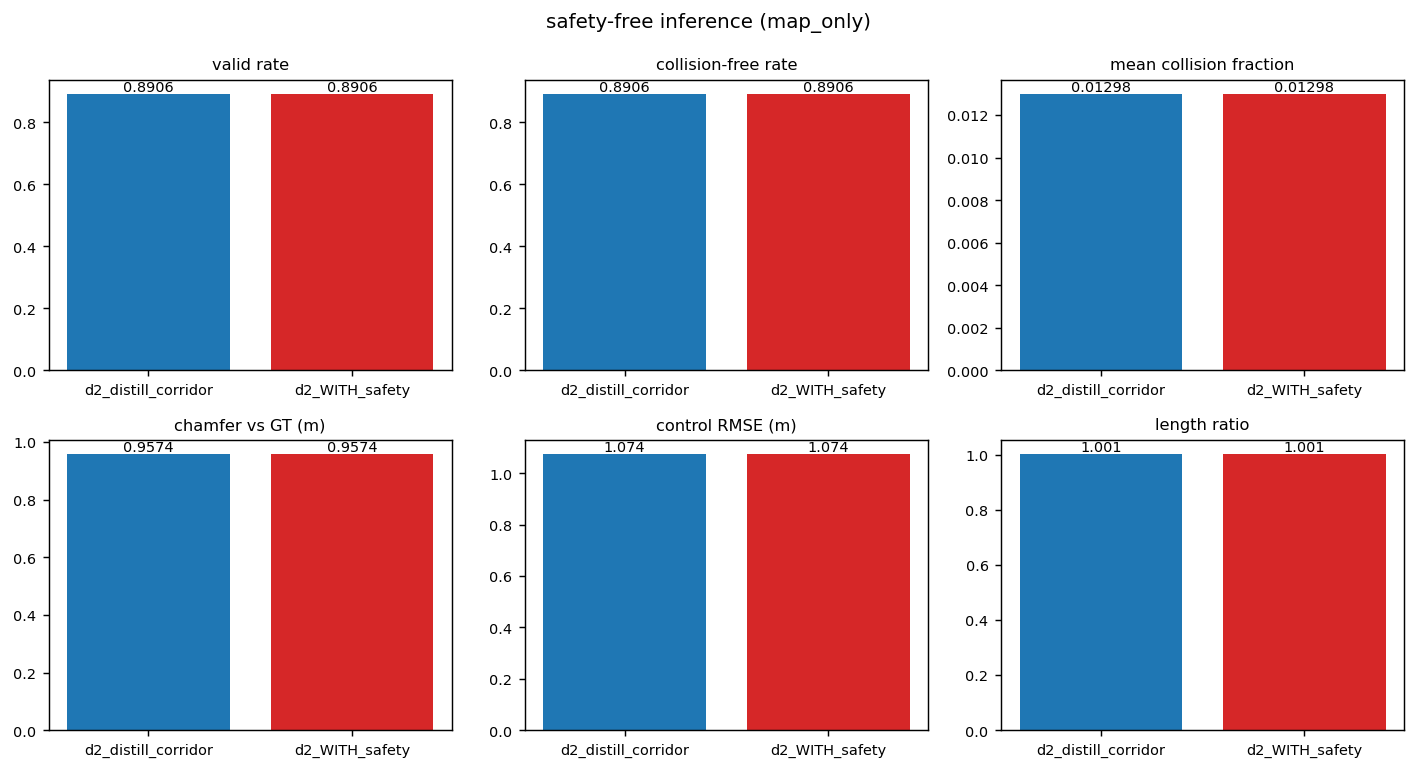 safety-free inference (map_only)
valid rate
0.8906
0.8906
0.8
0.6
0.4
0.2
0.0
d2_distill_corridor
d2_WITH_safety
collision-free rate
0.8906
0.8906
0.8
0.6
0.4
0.2
0.0
d2_distill_corridor
d2_WITH_safety
mean collision fraction
0.01298
0.01298
0.012
0.010
0.008
0.006
0.004
0.002
0.000
d2_distill_corridor
d2_WITH_safety
chamfer vs GT (m)
0.9574
0.9574
1.0
0.8
0.6
0.4
0.2
0.0
d2_distill_corridor
d2_WITH_safety
control RMSE (m)
1.074
1.074
1.0
0.8
0.6
0.4
0.2
0.0
d2_distill_corridor
d2_WITH_safety
length ratio
1.001
1.001
1.0
0.8
0.6
0.4
0.2
0.0
d2_distill_corridor
d2_WITH_safety